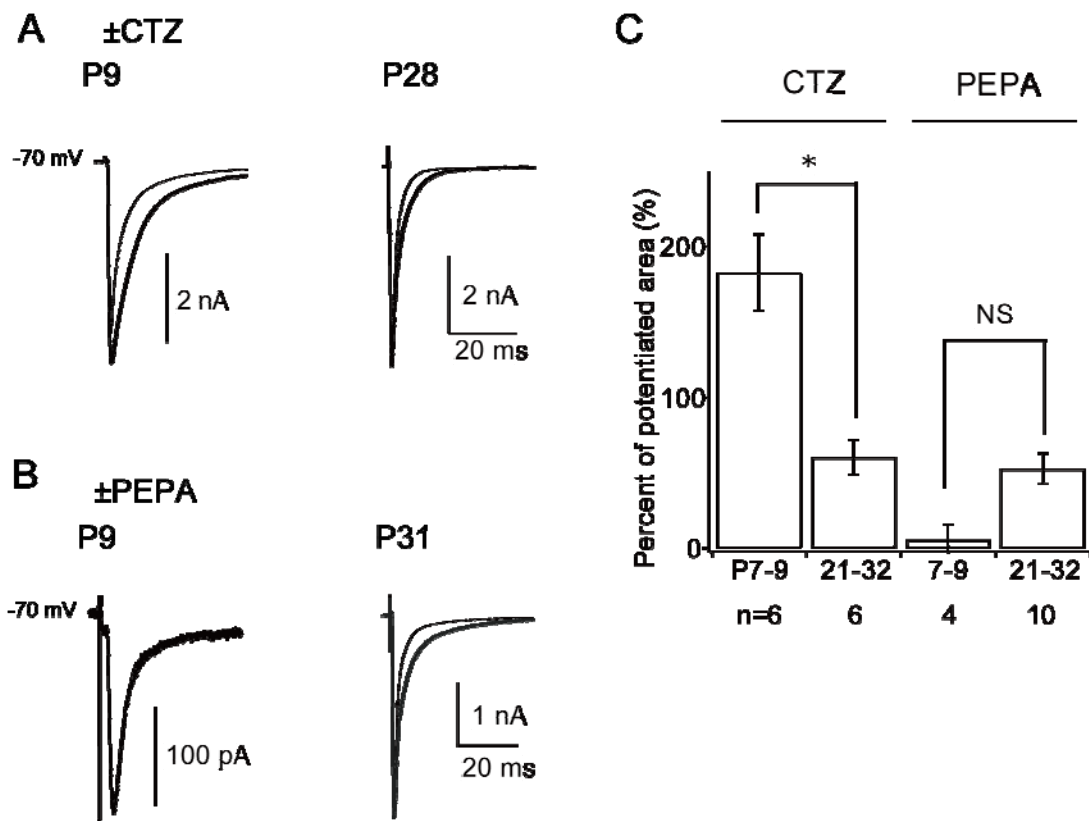 A ±CTZ
P9 P28
-70 mV
2 nA
2 nA
20 ms
B ±PEPA
P9 P31
-70 mV
100 pA
1 nA
20 ms
C
CTZ PEPA
*
NS
Percent of potentiated area (%)
200
100
0
P7-9 21-32 7-9 21-32
n=6 6 4 10